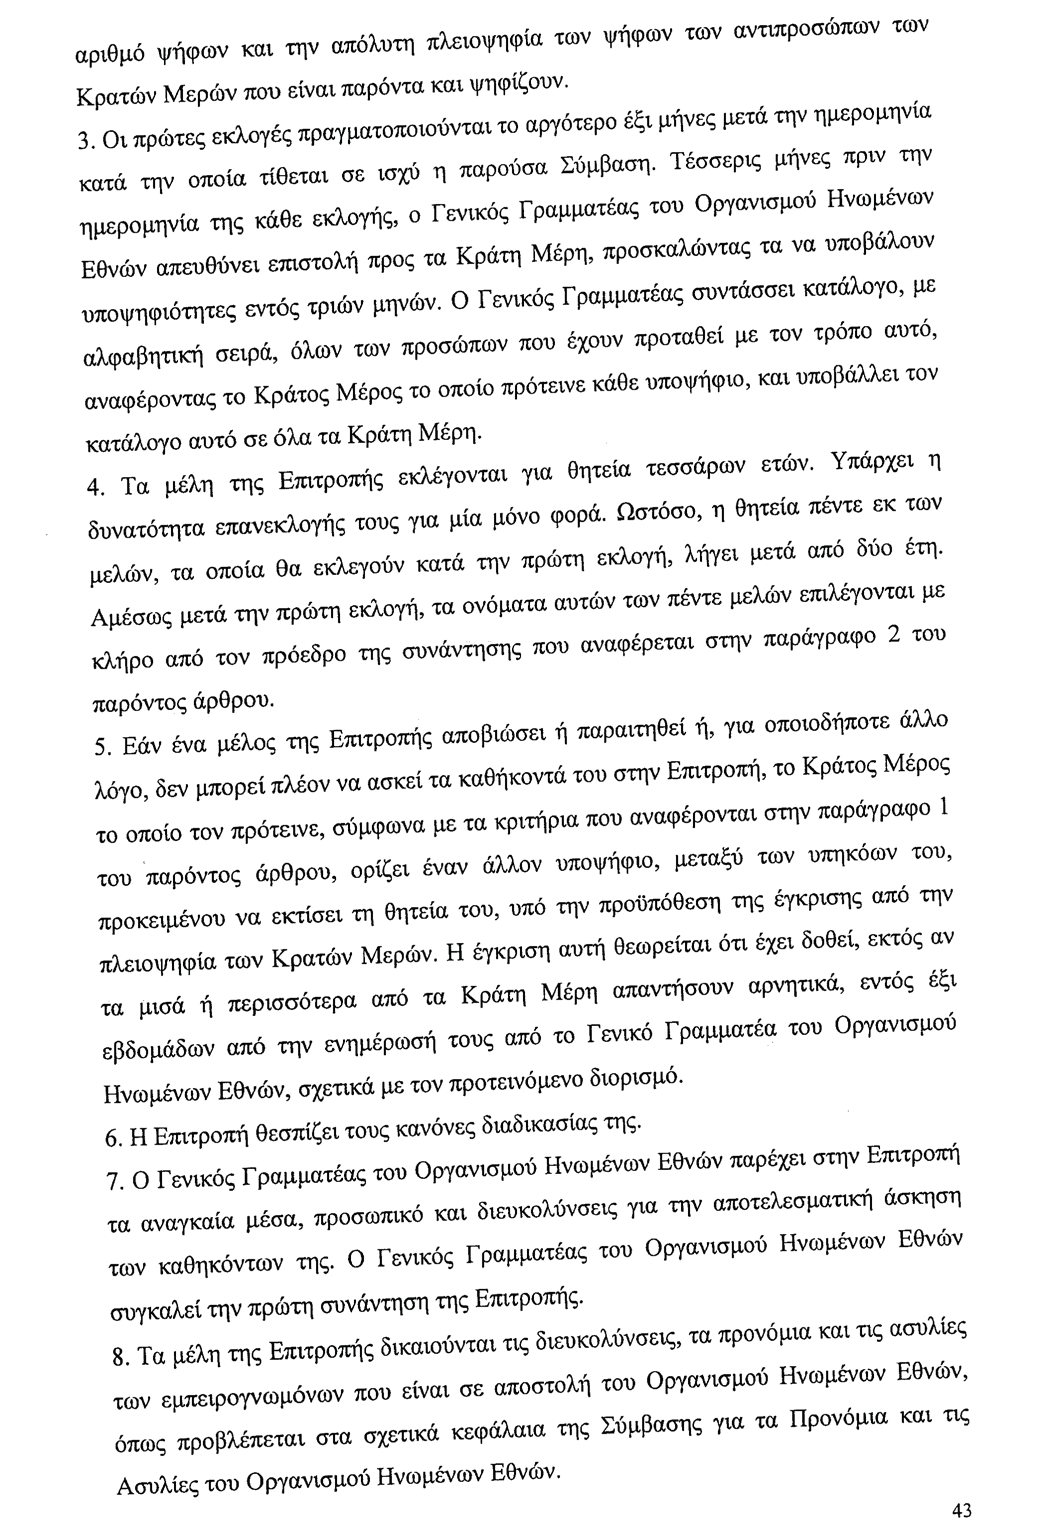 αριθμό ψήφων και την απόλυτη πλειοψηφία των ψήφων των αντιπροσώπων των
Κρατών Μερών που είναι παρόντα και ψηφίζουν.
3. Οι πρώτες εκλογές πραγματοποιούνται το αργότερο έξι μήνες μετά την ημερομηνία
κατά την οποία τίθεται σε ισχύ η παρούσα Σύμβαση. Τέσσερις μήνες πριν την
ημερομηνία της κάθε εκλογής, ο Γενικός Γραμματέας του Οργανισμού Ηνωμένων
Εθνών απευθύνει επιστολή προς τα Κράτη Μέρη, προσκαλώντας τα να υποβάλουν
υποψηφιότητες εντός τριών μηνών. Ο Γενικός Γραμματέας συντάσσει κατάλογο, με
αλφαβητική σειρά, όλων των προσώπων που έχουν προταθεί με τον τρόπο αυτό,
αναφέροντας το Κράτος Μέρος το οποίο πρότεινε κάθε υποψήφιο, και υποβάλλει τον
κατάλογο αυτό σε όλα τα Κράτη Μέρη.
4. Τα μέλη της Επιτροπής εκλέγονται για θητεία τεσσάρων ετών. Υπάρχει η
δυνατότητα επανεκλογής τους για μία μόνο φορά. Ωστόσο, η θητεία πέντε εκ των
μελών, τα οποία θα εκλεγούν κατά την πρώτη εκλογή, λήγει μετά από δύο έτη.
Αμέσως μετά την πρώτη εκλογή, τα ονόματα αυτών των πέντε μελών επιλέγονται με
κλήρο από τον πρόεδρο της συνάντησης που αναφέρεται στην παράγραφο 2 του
παρόντος άρθρου.
5. Εάν ένα μέλος της Επιτροπής αποβιώσει ή παραιτηθεί ή, για οποιοδήποτε άλλο
λόγο, δεν μπορεί πλέον να ασκεί τα καθήκοντά του στην Επιτροπή, το Κράτος Μέρος
το οποίο τον πρότεινε, σύμφωνα με τα κριτήρια που αναφέρονται στην παράγραφο 1
του παρόντος άρθρου, ορίζει έναν άλλον υποψήφιο, μεταξύ των υπηκόων του,
προκειμένου να εκτίσει τη θητεία του, υπό την προϋπόθεση της έγκρισης από την
πλειοψηφία των Κρατών Μερών. Η έγκριση αυτή θεωρείται ότι έχει δοθεί, εκτός αν
τα μισά ή περισσότερα από τα Κράτη Μέρη απαντήσουν αρνητικά, εντός έξι
εβδομάδων από την ενημέρωσή τους από το Γενικό Γραμματέα του Οργανισμού
Ηνωμένων Εθνών, σχετικά με τον προτεινόμενο διορισμό.
6. Η Επιτροπή θεσπίζει τους κανόνες διαδικασίας της.
7. Ο Γενικός Γραμματέας του Οργανισμού Ηνωμένων Εθνών παρέχει στην Επιτροπή
τα αναγκαία μέσα, προσωπικό και διευκολύνσεις για την αποτελεσματική άσκηση
των καθηκόντων της. Ο Γενικός Γραμματέας του Οργανισμού Ηνωμένων Εθνών
συγκαλεί την πρώτη συνάντηση της Επιτροπής.
8. Τα μέλη της Επιτροπής δικαιούνται τις διευκολύνσεις, τα προνόμια και τις ασυλίες
των εμπειρογνωμόνων που είναι σε αποστολή του Οργανισμού Ηνωμένων Εθνών,
όπως προβλέπεται στα σχετικά κεφάλαια της Σύμβασης για τα Προνόμια και τις
Ασυλίες του Οργανισμού Ηνωμένων Εθνών.
43